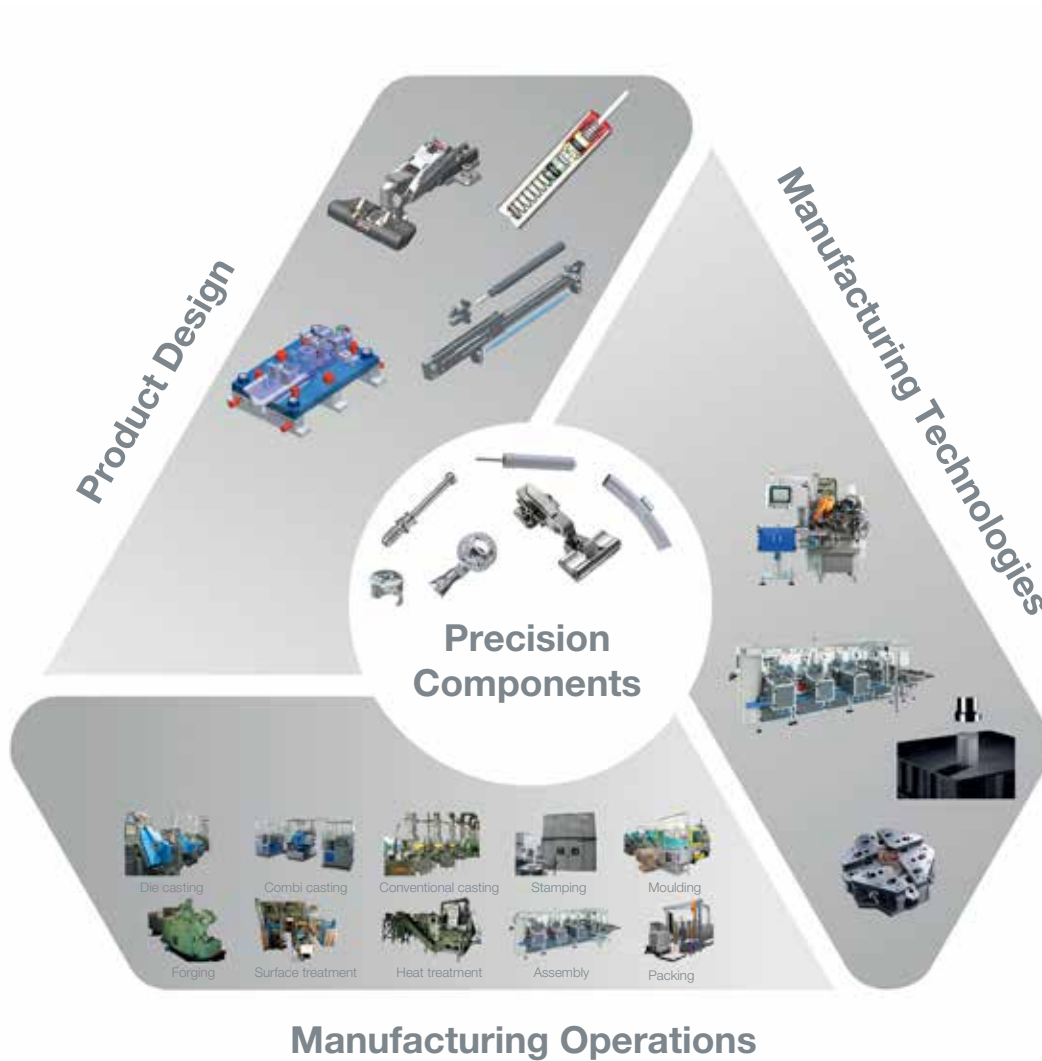 Product Design
Manufacturing Technologies
Precision
Components
Die casting
Combi casting
Conventional casting
Stamping
Moulding
Forging
Surface treatment
Heat treatment
Assembly
Packing
Manufacturing Operations